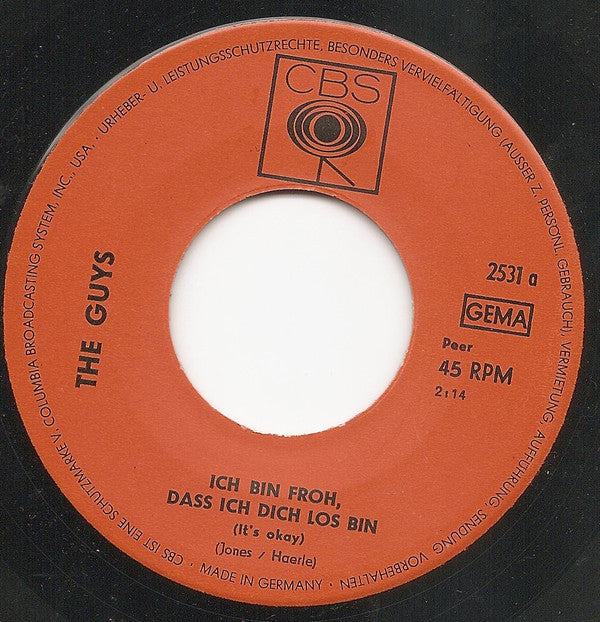 CBS
THE GUYS
2531 a
GEMA
Peer
45 RPM
2:14
ICH BIN FROH,
DASS ICH DICH LOS BIN
(It's okay)
(Jones / Haerle)
CBS IST EINE SCHUTZMARKE V. COLUMBIA BROADCASTING SYSTEM, INC., USA, · URHEBER- U. LEISTUNGSSCHUTZRECHTE, BESONDERS VERVIELFÄLTIGUNG (AUSSER Z. PERSÖNL. GEBRAUCH), VERMIETUNG, AUFFÜHRUNG, SENDUNG VORBEHALTEN · MADE IN GERMANY ·